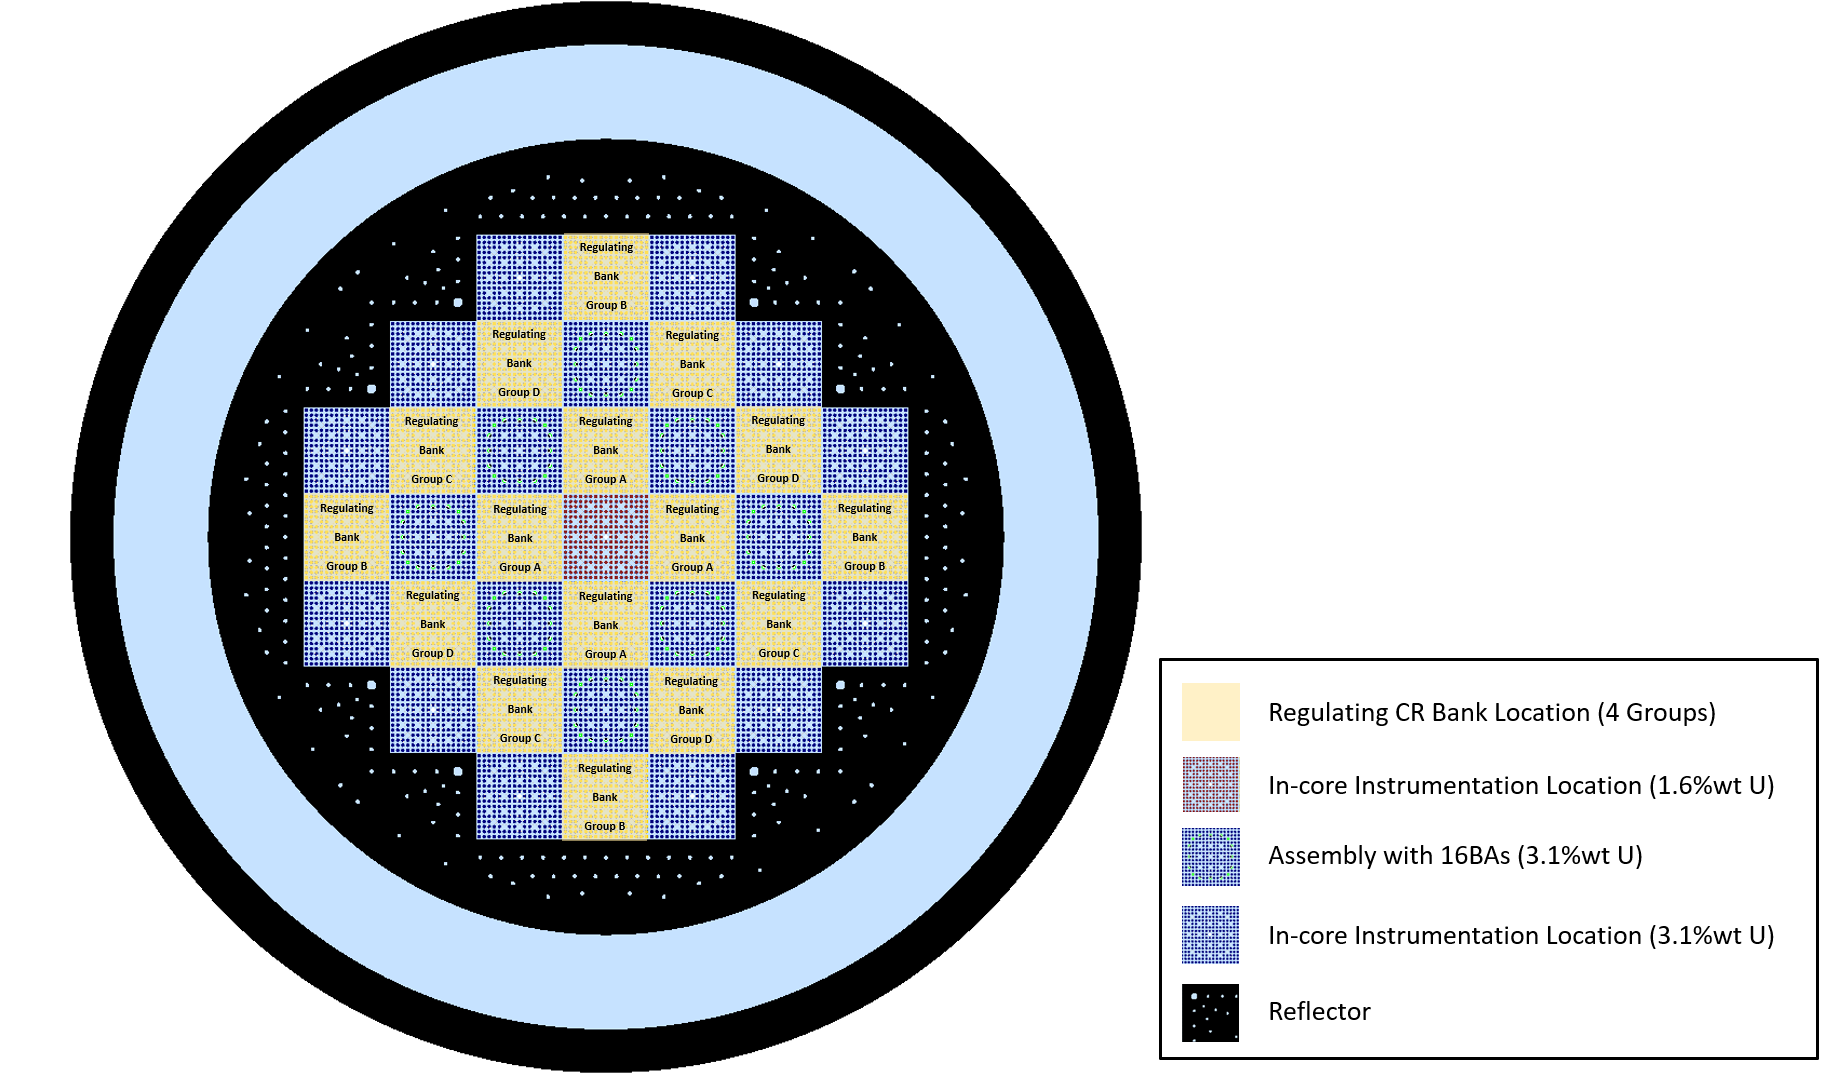 Regulating
Bank
Group B
Regulating
Bank
Group D
Regulating
Bank
Group C
Regulating
Bank
Group C
Regulating
Bank
Group A
Regulating
Bank
Group D
Regulating
Bank
Group B
Regulating
Bank
Group A
Regulating
Bank
Group A
Regulating
Bank
Group B
Regulating
Bank
Group D
Regulating
Bank
Group A
Regulating
Bank
Group C
Regulating
Bank
Group C
Regulating
Bank
Group D
Regulating
Bank
Group B
Regulating CR Bank Location (4 Groups)
In-core Instrumentation Location (1.6%wt U)
Assembly with 16BAs (3.1%wt U)
In-core Instrumentation Location (3.1%wt U)
Reflector